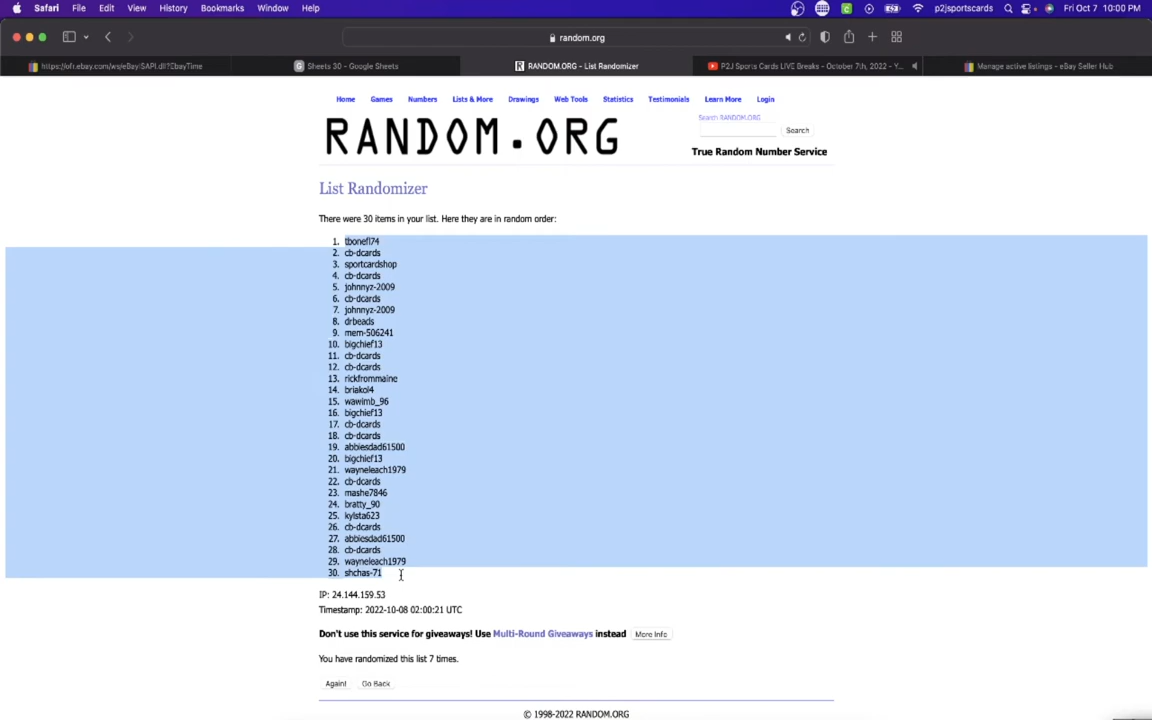 Safari File Edit View History Bookmarks Window Help p2jsportscards Fri Oct 7 10:00 PM
random.org
https://ofr.ebay.com/ws/eBayISAPI.dll?EbayTime Sheets 30 - Google Sheets RANDOM.ORG - List Randomizer P2J Sports Cards LIVE Breaks - October 7th, 2022 - Y... Manage active listings - eBay Seller Hub
Home Games Numbers Lists & More Drawings Web Tools Statistics Testimonials Learn More Login
Search RANDOM.ORG
Search
RANDOM.ORG
True Random Number Service
List Randomizer
There were 30 items in your list. Here they are in random order:
1. tbonefl74
2. cb-dcards
3. sportcardshop
4. cb-dcards
5. johnnyz-2009
6. cb-dcards
7. johnnyz-2009
8. drbeads
9. mem-506241
10. bigchief13
11. cb-dcards
12. cb-dcards
13. rickfrommaine
14. briakol4
15. wawimb_96
16. bigchief13
17. cb-dcards
18. cb-dcards
19. abbiesdad61500
20. bigchief13
21. wayneleach1979
22. cb-dcards
23. mashe7846
24. bratty_90
25. kylsta623
26. cb-dcards
27. abbiesdad61500
28. cb-dcards
29. wayneleach1979
30. shchas-71
IP: 24.144.159.53
Timestamp: 2022-10-08 02:00:21 UTC
Don't use this service for giveaways! Use Multi-Round Giveaways instead More Info
You have randomized this list 7 times.
Again! Go Back
© 1998-2022 RANDOM.ORG